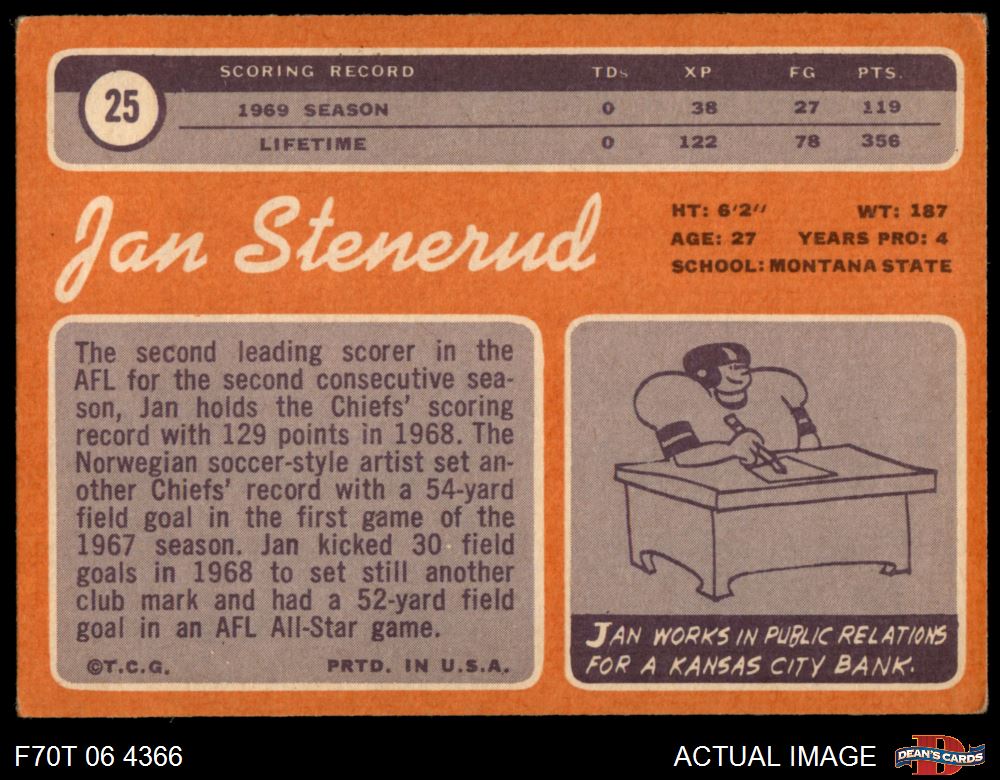 25
SCORING RECORD TDs XP FG PTS.
1969 SEASON 0 38 27 119
LIFETIME 0 122 78 356
Jan Stenerud
HT: 6'2" WT: 187
AGE: 27 YEARS PRO: 4
SCHOOL: MONTANA STATE
The second leading scorer in the
AFL for the second consecutive sea-
son, Jan holds the Chiefs' scoring
record with 129 points in 1968. The
Norwegian soccer-style artist set an-
other Chiefs' record with a 54-yard
field goal in the first game of the
1967 season. Jan kicked 30 field
goals in 1968 to set still another
club mark and had a 52-yard field
goal in an AFL All-Star game.
©T.C.G. PRTD. IN U.S.A.
JAN WORKS IN PUBLIC RELATIONS
FOR A KANSAS CITY BANK.
F70T 06 4366 ACTUAL IMAGE DEAN'S CARDS